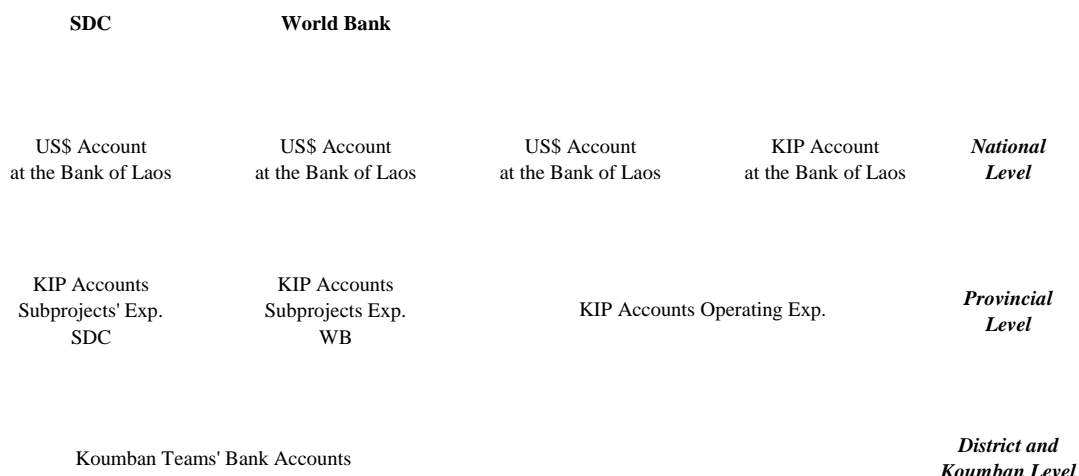 SDC
World Bank
US$ Account
at the Bank of Laos
US$ Account
at the Bank of Laos
US$ Account
at the Bank of Laos
KIP Account
at the Bank of Laos
National
Level
KIP Accounts
Subprojects' Exp.
SDC
KIP Accounts
Subprojects Exp.
WB
KIP Accounts Operating Exp.
Provincial
Level
Koumban Teams' Bank Accounts
District and
Koumban Level